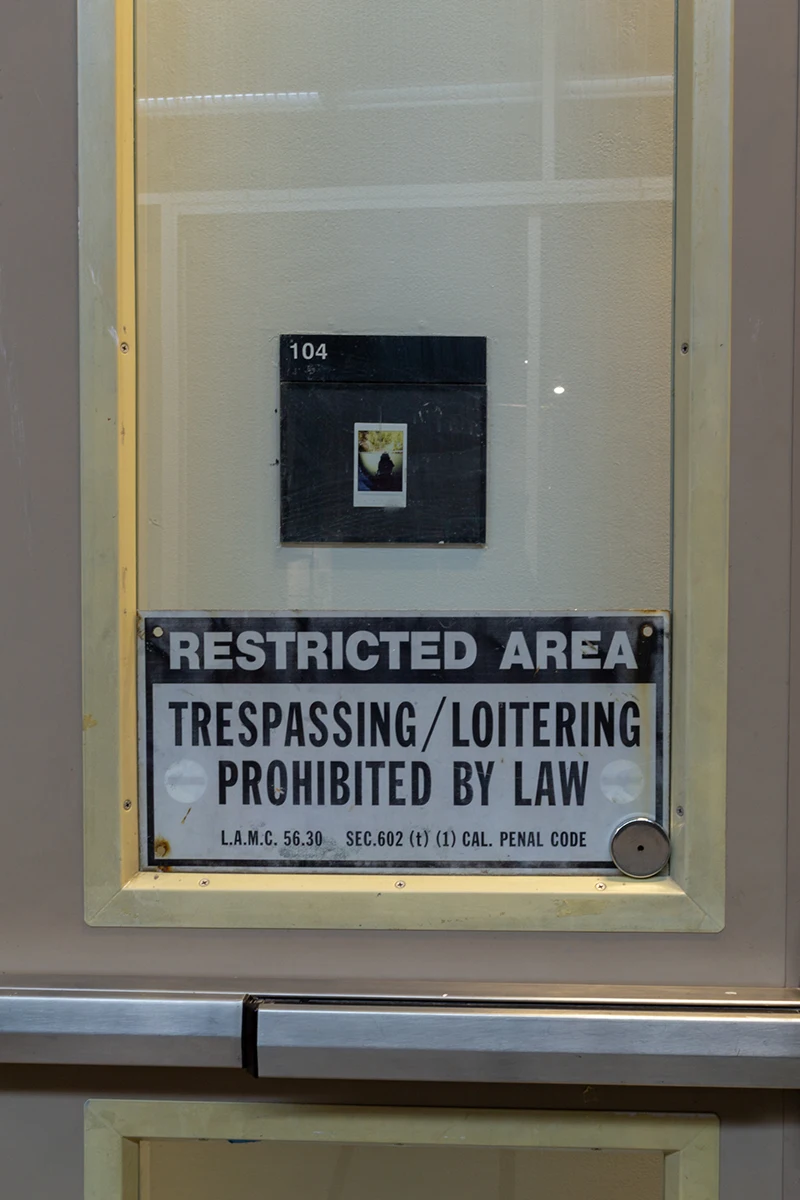 104
RESTRICTED AREA
TRESPASSING/LOITERING
PROHIBITED BY LAW
L.A.M.C. 56.30 SEC.602 (t) (1) CAL. PENAL CODE